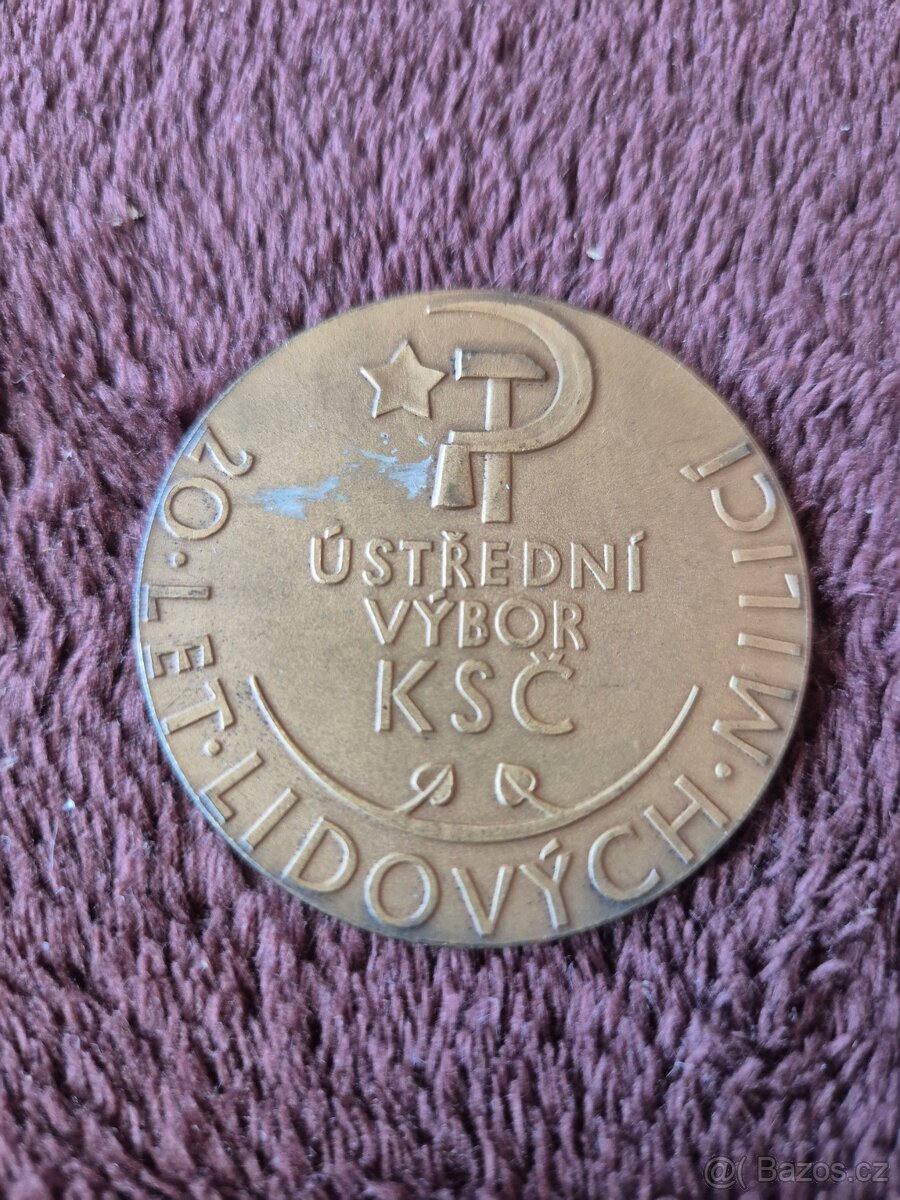 ÚSTŘEDNÍ
VÝBOR
KSČ
20 · LET · LIDOVÝCH · MILICÍ
@( Bazos.cz